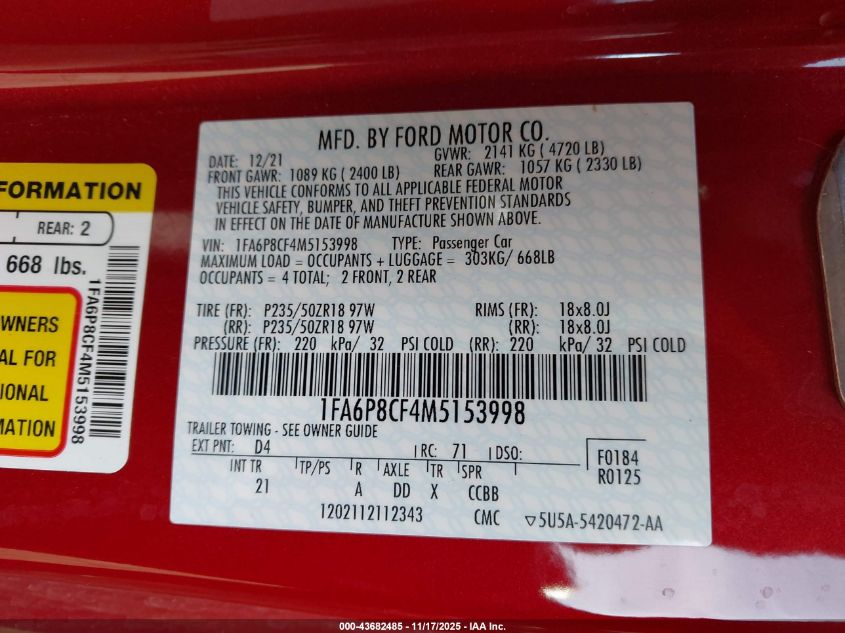 MFD. BY FORD MOTOR CO.
DATE: 12/21
GVWR: 2141 KG ( 4720 LB)
FRONT GAWR: 1089 KG ( 2400 LB)
REAR GAWR: 1057 KG ( 2330 LB)
THIS VEHICLE CONFORMS TO ALL APPLICABLE FEDERAL MOTOR
VEHICLE SAFETY, BUMPER, AND THEFT PREVENTION STANDARDS
IN EFFECT ON THE DATE OF MANUFACTURE SHOWN ABOVE.
VIN: 1FA6P8CF4M5153998 TYPE: Passenger Car
MAXIMUM LOAD = OCCUPANTS + LUGGAGE = 303KG/ 668LB
OCCUPANTS = 4 TOTAL; 2 FRONT, 2 REAR
TIRE (FR): P235/50ZR18 97W RIMS (FR): 18x8.0J
(RR): P235/50ZR18 97W (RR): 18x8.0J
PRESSURE (FR): 220 kPa/ 32 PSI COLD (RR): 220 kPa/ 32 PSI COLD
1FA6P8CF4M5153998
TRAILER TOWING - SEE OWNER GUIDE
EXT PNT: D4 RC: 71 DSO:
F0184
R0125
INT TR TP/PS R AXLE TR SPR
21 A DD X CCBB
1202112112343 CMC ▽5U5A-5420472-AA
FORMATION
REAR: 2
668 lbs.
1FA6P8CF4M5153998
WNERS
AL FOR
IONAL
MATION
000-43682485 - 11/17/2025 - IAA Inc.